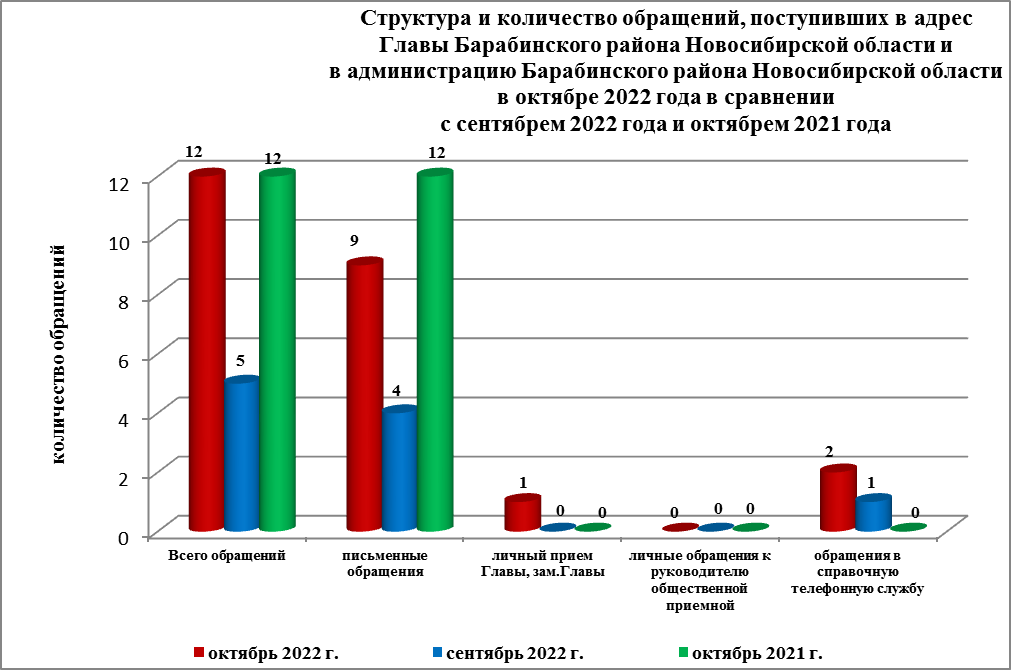 Структура и количество обращений, поступивших в адрес
Главы Барабинского района Новосибирской области и
в администрацию Барабинского района Новосибирской области
в октябре 2022 года в сравнении
с сентябрем 2022 года и октябрем 2021 года
количество обращений
12
10
8
6
4
2
0
12 5 12
9 4 12
1 0 0
0 0 0
2 1 0
Всего обращений
письменные
обращения
личный прием
Главы, зам.Главы
личные обращения к
руководителю
общественной
приемной
обращения в
справочную
телефонную службу
октябрь 2022 г. сентябрь 2022 г. октябрь 2021 г.